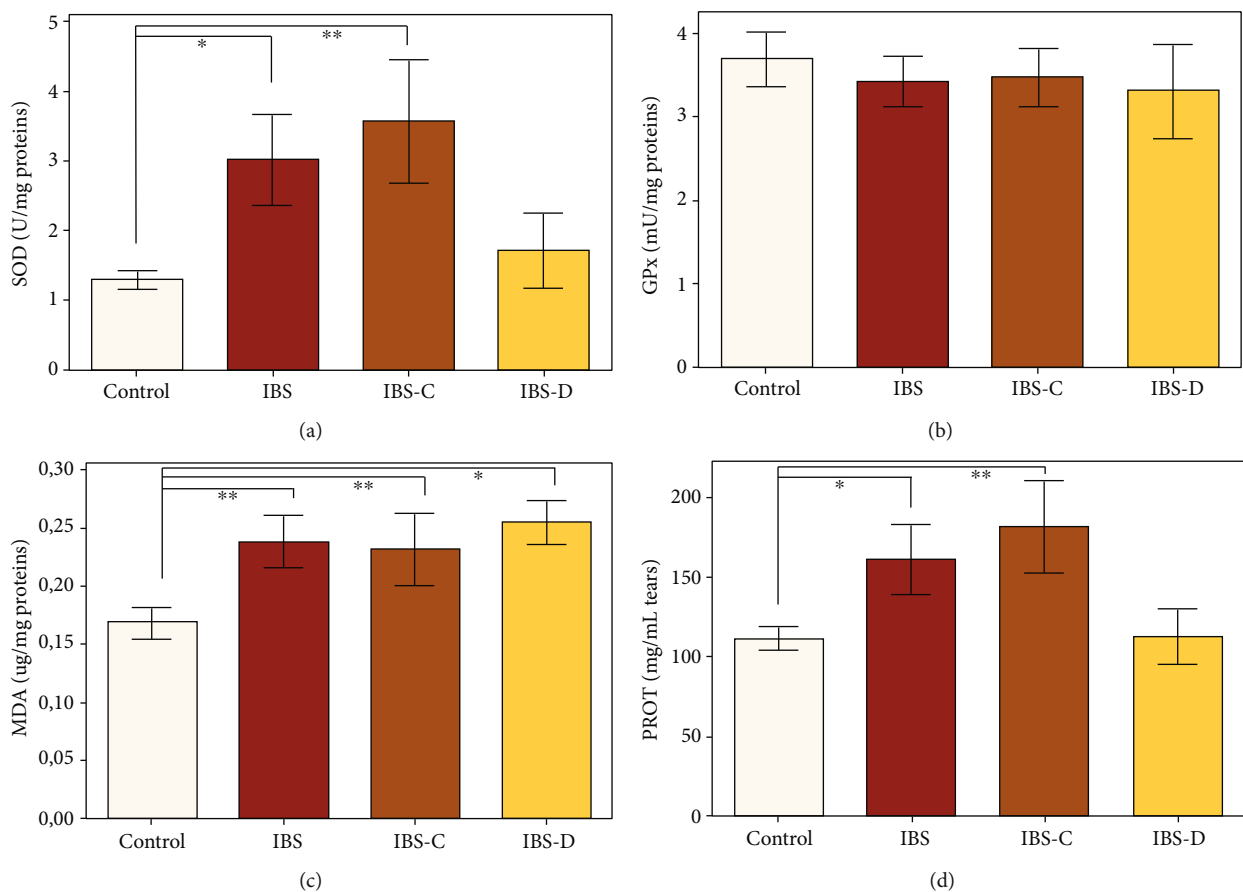 SOD (U/mg proteins)
5
4
3
2
1
0
*
**
Control IBS IBS-C IBS-D
(a)
GPx (mU/mg proteins)
4
3
2
1
0
Control IBS IBS-C IBS-D
(b)
MDA (ug/mg proteins)
0,30
0,25
0,20
0,15
0,10
0,05
0,00
**
**
*
Control IBS IBS-C IBS-D
(c)
PROT (mg/mL tears)
200
150
100
50
0
*
**
Control IBS IBS-C IBS-D
(d)